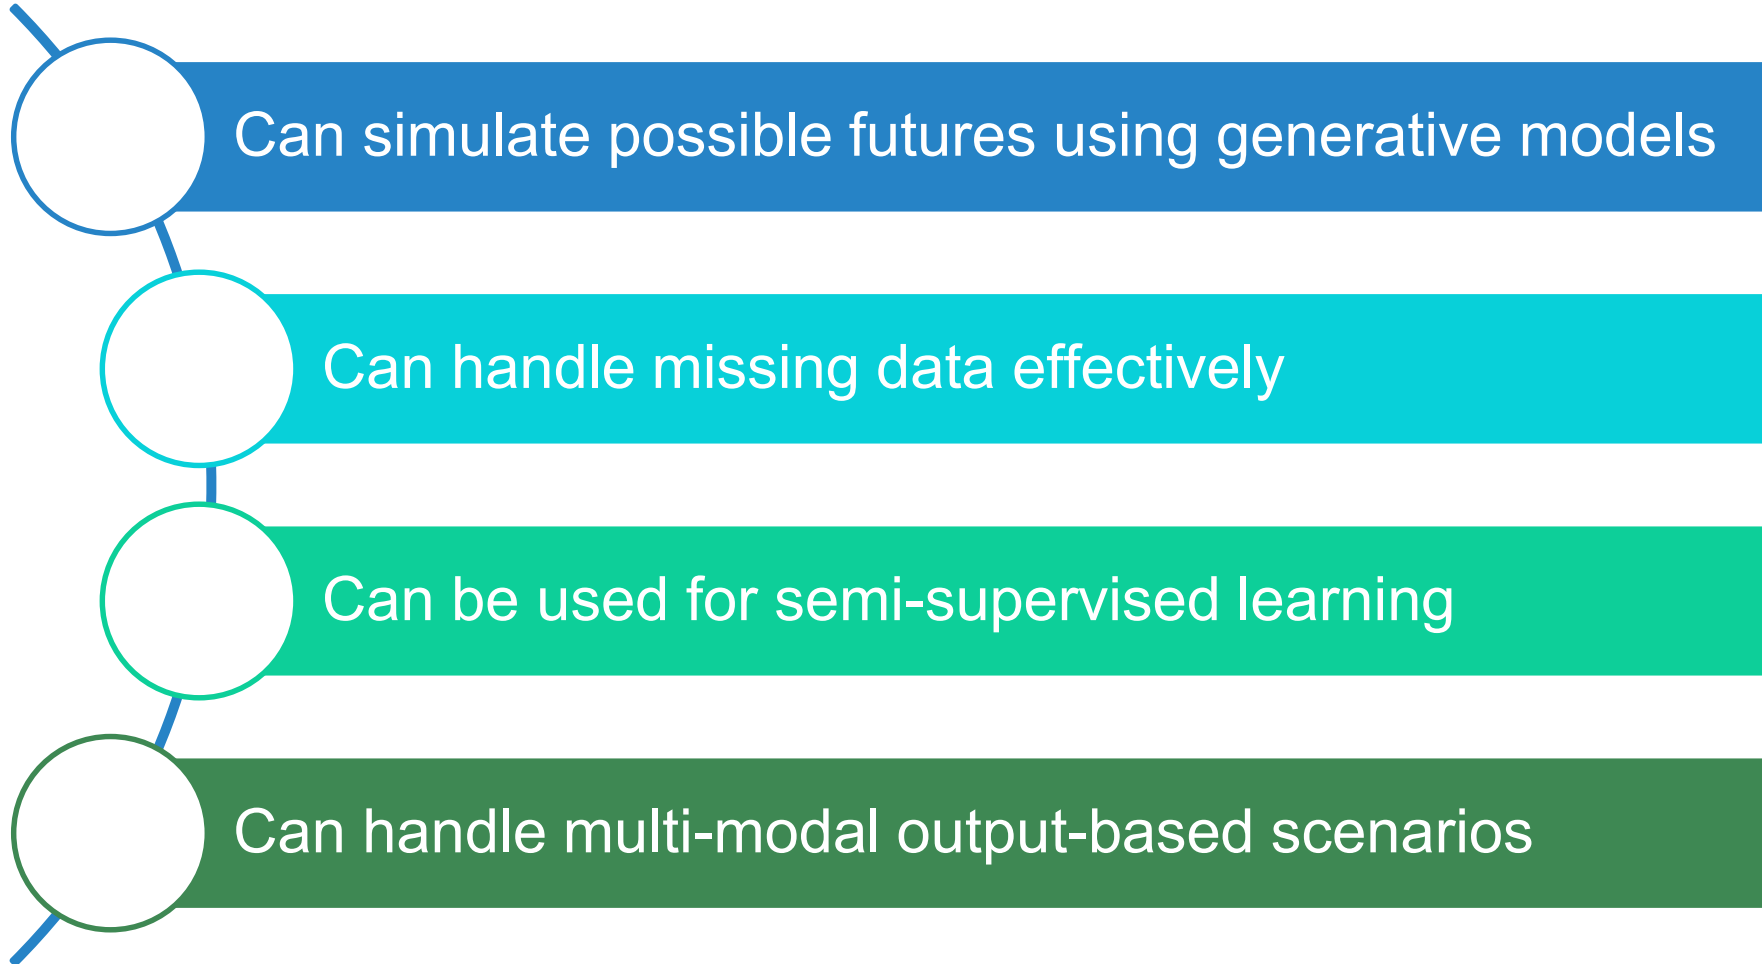 Can simulate possible futures using generative models
Can handle missing data effectively
Can be used for semi-supervised learning
Can handle multi-modal output-based scenarios